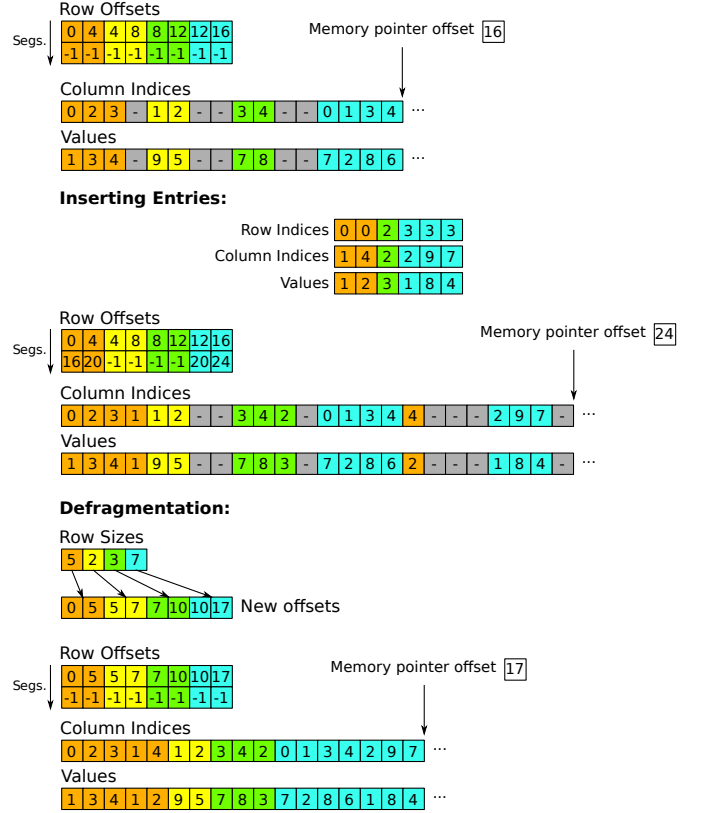 Row Offsets
Segs.
0 4 4 8 8 12 12 16
-1 -1 -1 -1 -1 -1 -1 -1
Memory pointer offset 16
Column Indices
0 2 3 - 1 2 - - 3 4 - - 0 1 3 4 ...
Values
1 3 4 - 9 5 - - 7 8 - - 7 2 8 6 ...
Inserting Entries:
Row Indices 0 0 2 3 3 3
Column Indices 1 4 2 2 9 7
Values 1 2 3 1 8 4
Row Offsets
Segs.
0 4 4 8 8 12 12 16
16 20 -1 -1 -1 -1 20 24
Memory pointer offset 24
Column Indices
0 2 3 1 1 2 - - 3 4 2 - 0 1 3 4 4 - - - 2 9 7 - ...
Values
1 3 4 1 9 5 - - 7 8 3 - 7 2 8 6 2 - - - 1 8 4 - ...
Defragmentation:
Row Sizes
5 2 3 7
0 5 5 7 7 10 10 17 New offsets
Row Offsets
Segs.
0 5 5 7 7 10 10 17
-1 -1 -1 -1 -1 -1 -1 -1
Memory pointer offset 17
Column Indices
0 2 3 1 4 1 2 3 4 2 0 1 3 4 2 9 7 ...
Values
1 3 4 1 2 9 5 7 8 3 7 2 8 6 1 8 4 ...